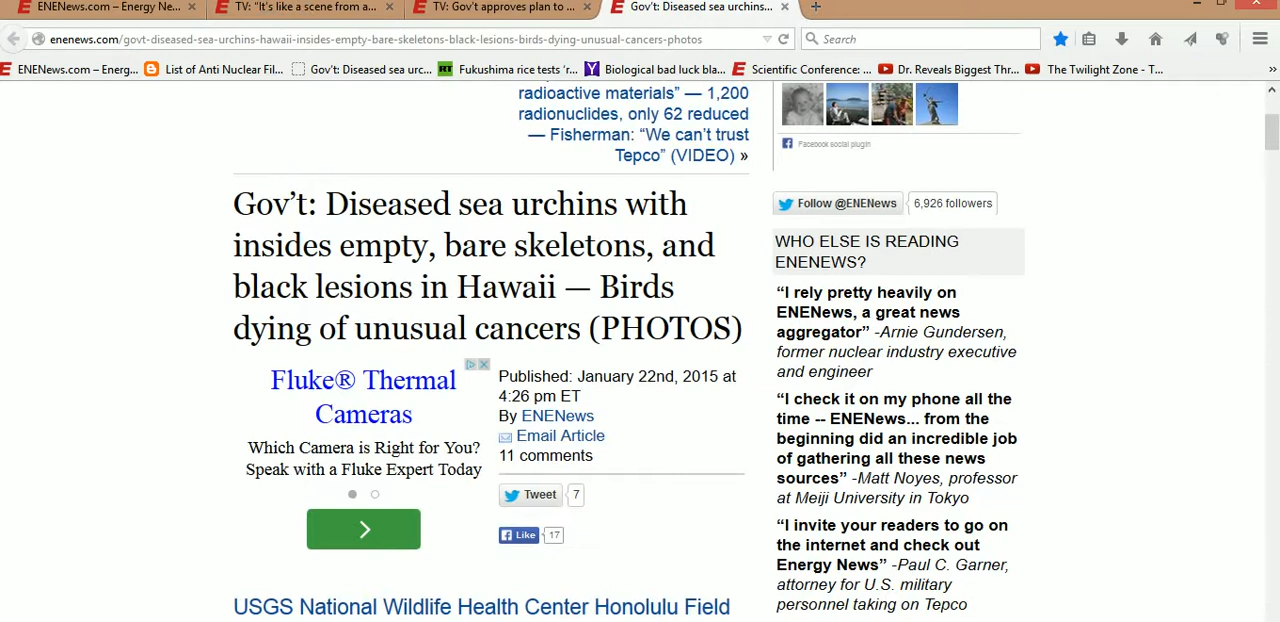 ENENews.com – Energy Ne...
TV: “It's like a scene from a...
TV: Gov't approves plan to ...
Gov't: Diseased sea urchins...
enenews.com/govt-diseased-sea-urchins-hawaii-insides-empty-bare-skeletons-black-lesions-birds-dying-unusual-cancers-photos
Search
ENENews.com – Energ...
List of Anti Nuclear Fil...
Gov't: Diseased sea urc...
Fukushima rice tests 'r...
Biological bad luck bla...
Scientific Conference: ...
Dr. Reveals Biggest Thr...
The Twilight Zone - T...
radioactive materials” — 1,200
radionuclides, only 62 reduced
— Fisherman: “We can’t trust
Tepco” (VIDEO) »
Gov’t: Diseased sea urchins with
insides empty, bare skeletons, and
black lesions in Hawaii — Birds
dying of unusual cancers (PHOTOS)
Fluke® Thermal
Cameras
Which Camera is Right for You?
Speak with a Fluke Expert Today
Published: January 22nd, 2015 at
4:26 pm ET
By ENENews
Email Article
11 comments
Tweet 7
Like 17
USGS National Wildlife Health Center Honolulu Field
Facebook social plugin
Follow @ENENews 6,926 followers
WHO ELSE IS READING
ENENEWS?
“I rely pretty heavily on
ENENews, a great news
aggregator” -Arnie Gundersen,
former nuclear industry executive
and engineer
“I check it on my phone all the
time -- ENENews... from the
beginning did an incredible job
of gathering all these news
sources” -Matt Noyes, professor
at Meiji University in Tokyo
“I invite your readers to go on
the internet and check out
Energy News” -Paul C. Garner,
attorney for U.S. military
personnel taking on Tepco